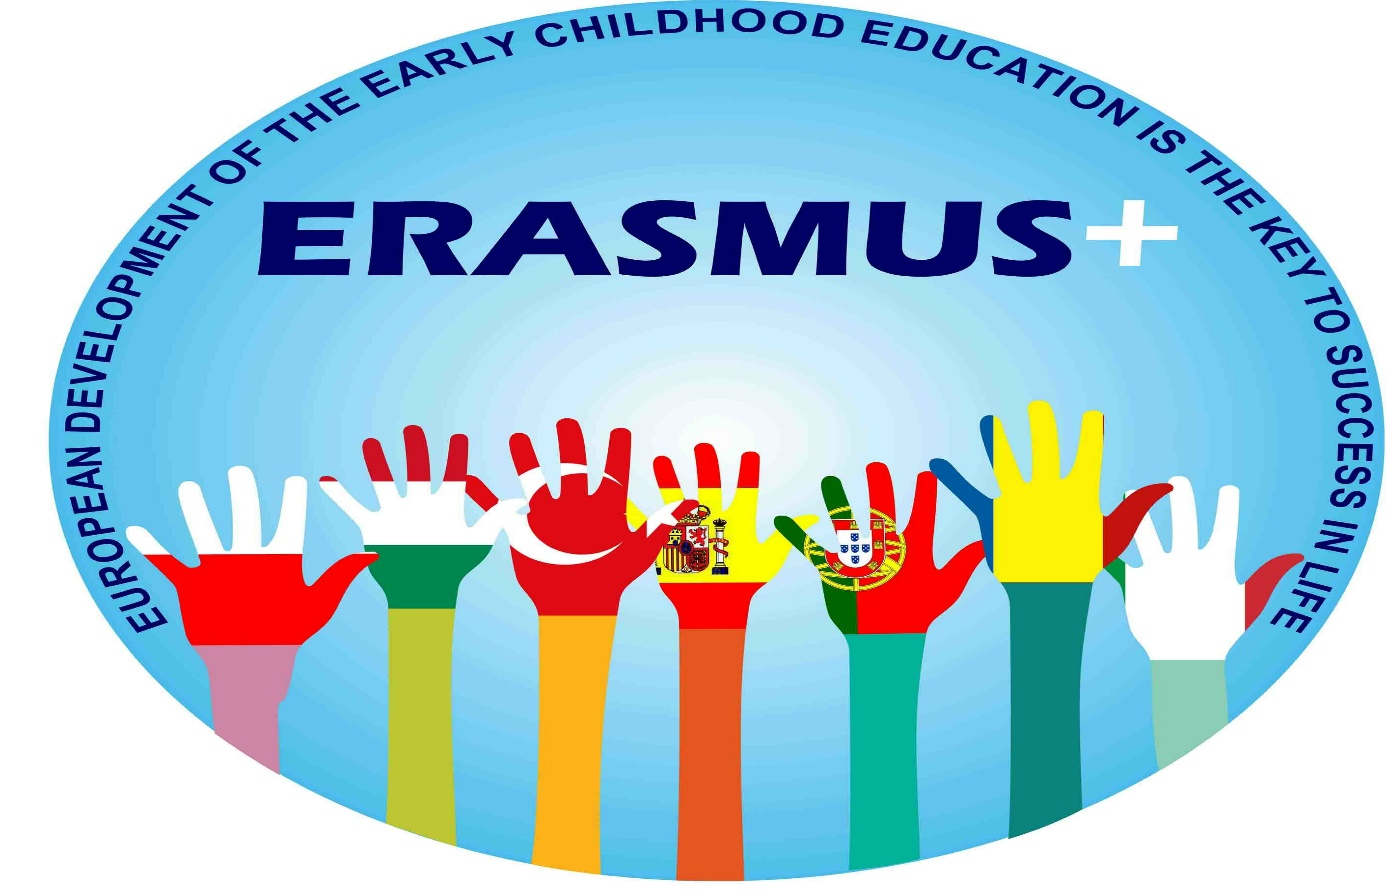 EUROPEAN DEVELOPMENT OF THE EARLY CHILDHOOD EDUCATION IS THE KEY TO SUCCESS IN LIFE
ERASMUS+